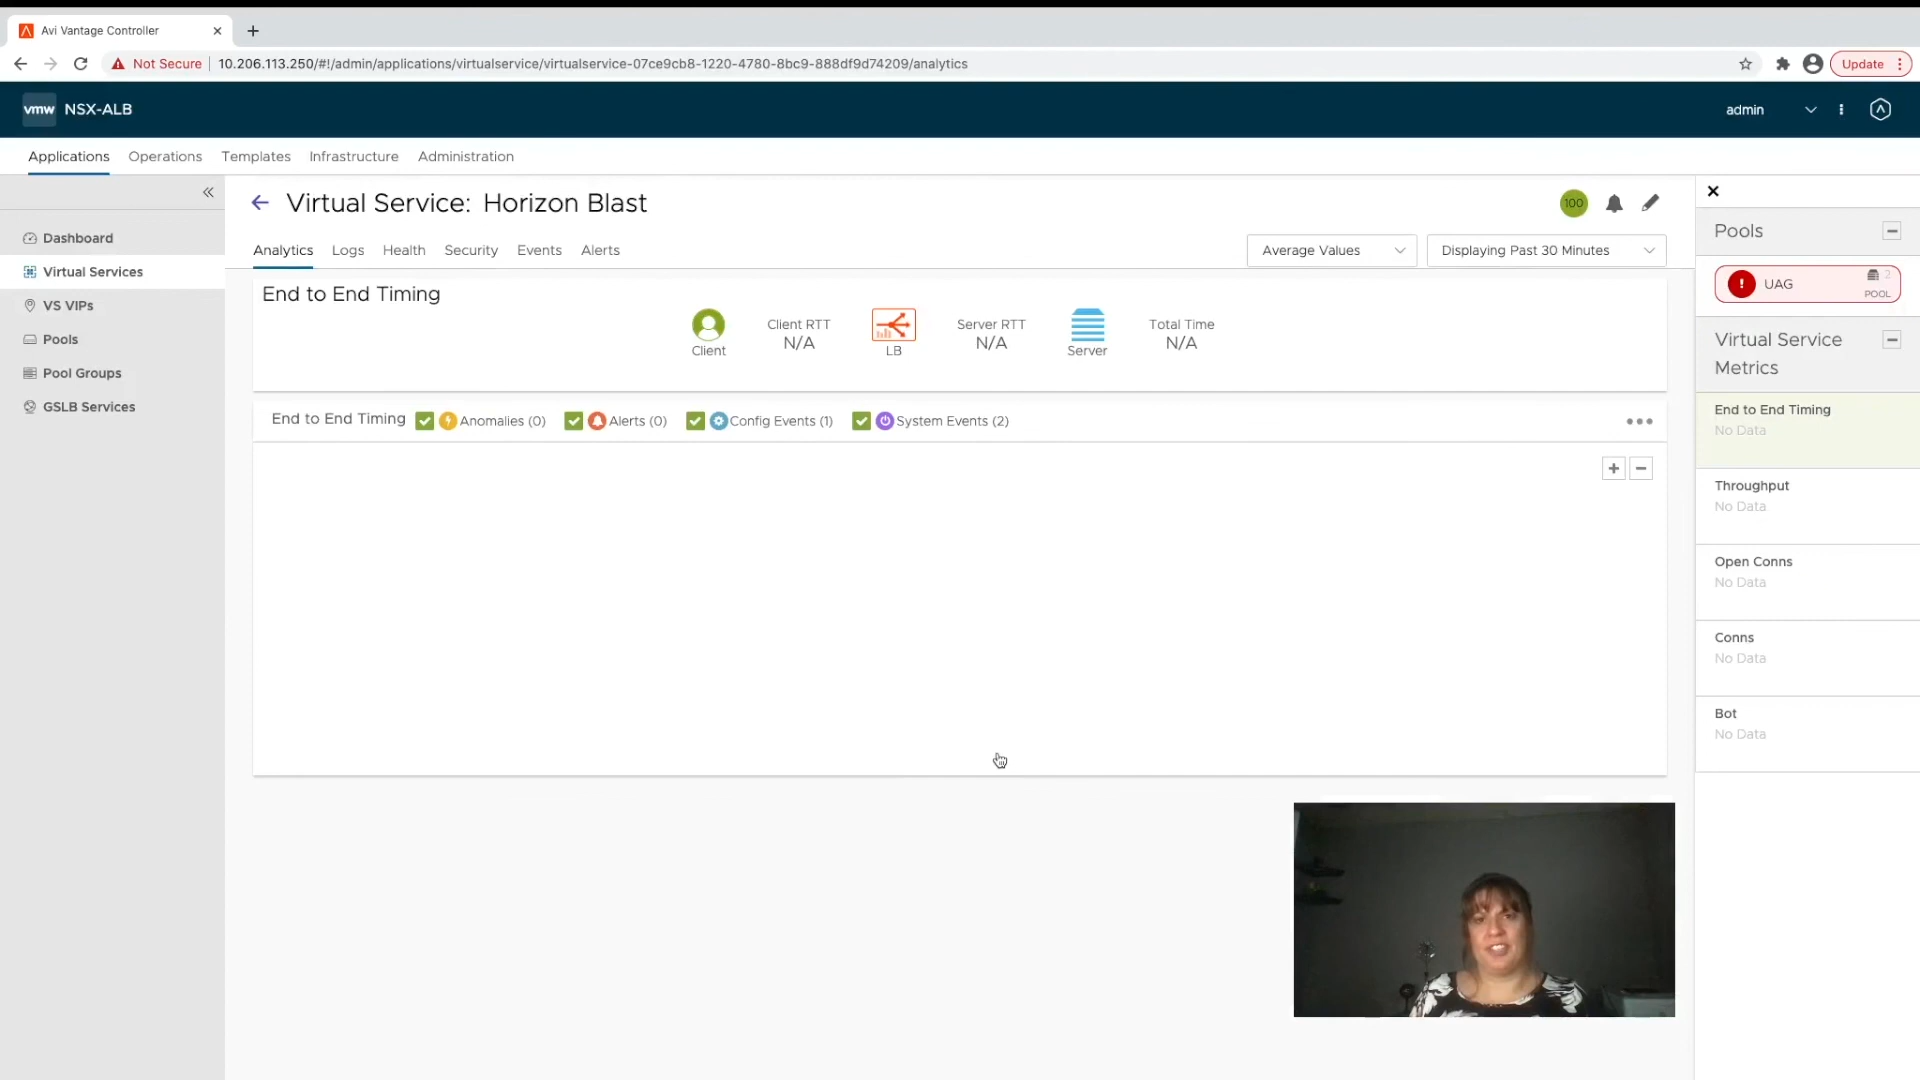 Avi Vantage Controller
Not Secure
10.206.113.250/#!/admin/applications/virtualservice/virtualservice-07ce9cb8-1220-4780-8bc9-888df9d74209/analytics
Update
vmw NSX-ALB
admin
Applications Operations Templates Infrastructure Administration
Dashboard
Virtual Services
VS VIPs
Pools
Pool Groups
GSLB Services
Virtual Service: Horizon Blast
100
Analytics Logs Health Security Events Alerts
Average Values
Displaying Past 30 Minutes
End to End Timing
Client
Client RTT
N/A
LB
Server RTT
N/A
Server
Total Time
N/A
End to End Timing
Anomalies (0)
Alerts (0)
Config Events (1)
System Events (2)
Pools
UAG
2
POOL
Virtual Service
Metrics
End to End Timing
No Data
Throughput
No Data
Open Conns
No Data
Conns
No Data
Bot
No Data